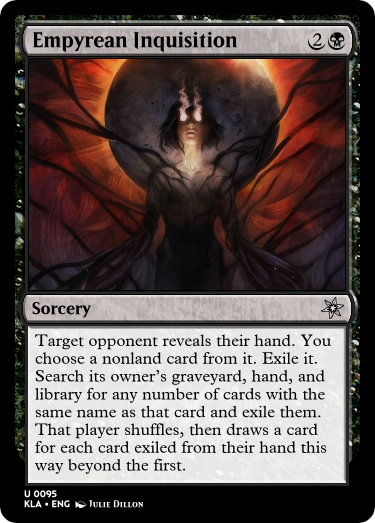 Empyrean Inquisition 2
Sorcery
Target opponent reveals their hand. You
choose a nonland card from it. Exile it.
Search its owner's graveyard, hand, and
library for any number of cards with the
same name as that card and exile them.
That player shuffles, then draws a card
for each card exiled from their hand this
way beyond the first.
U 0095
KLA • ENG Julie Dillon